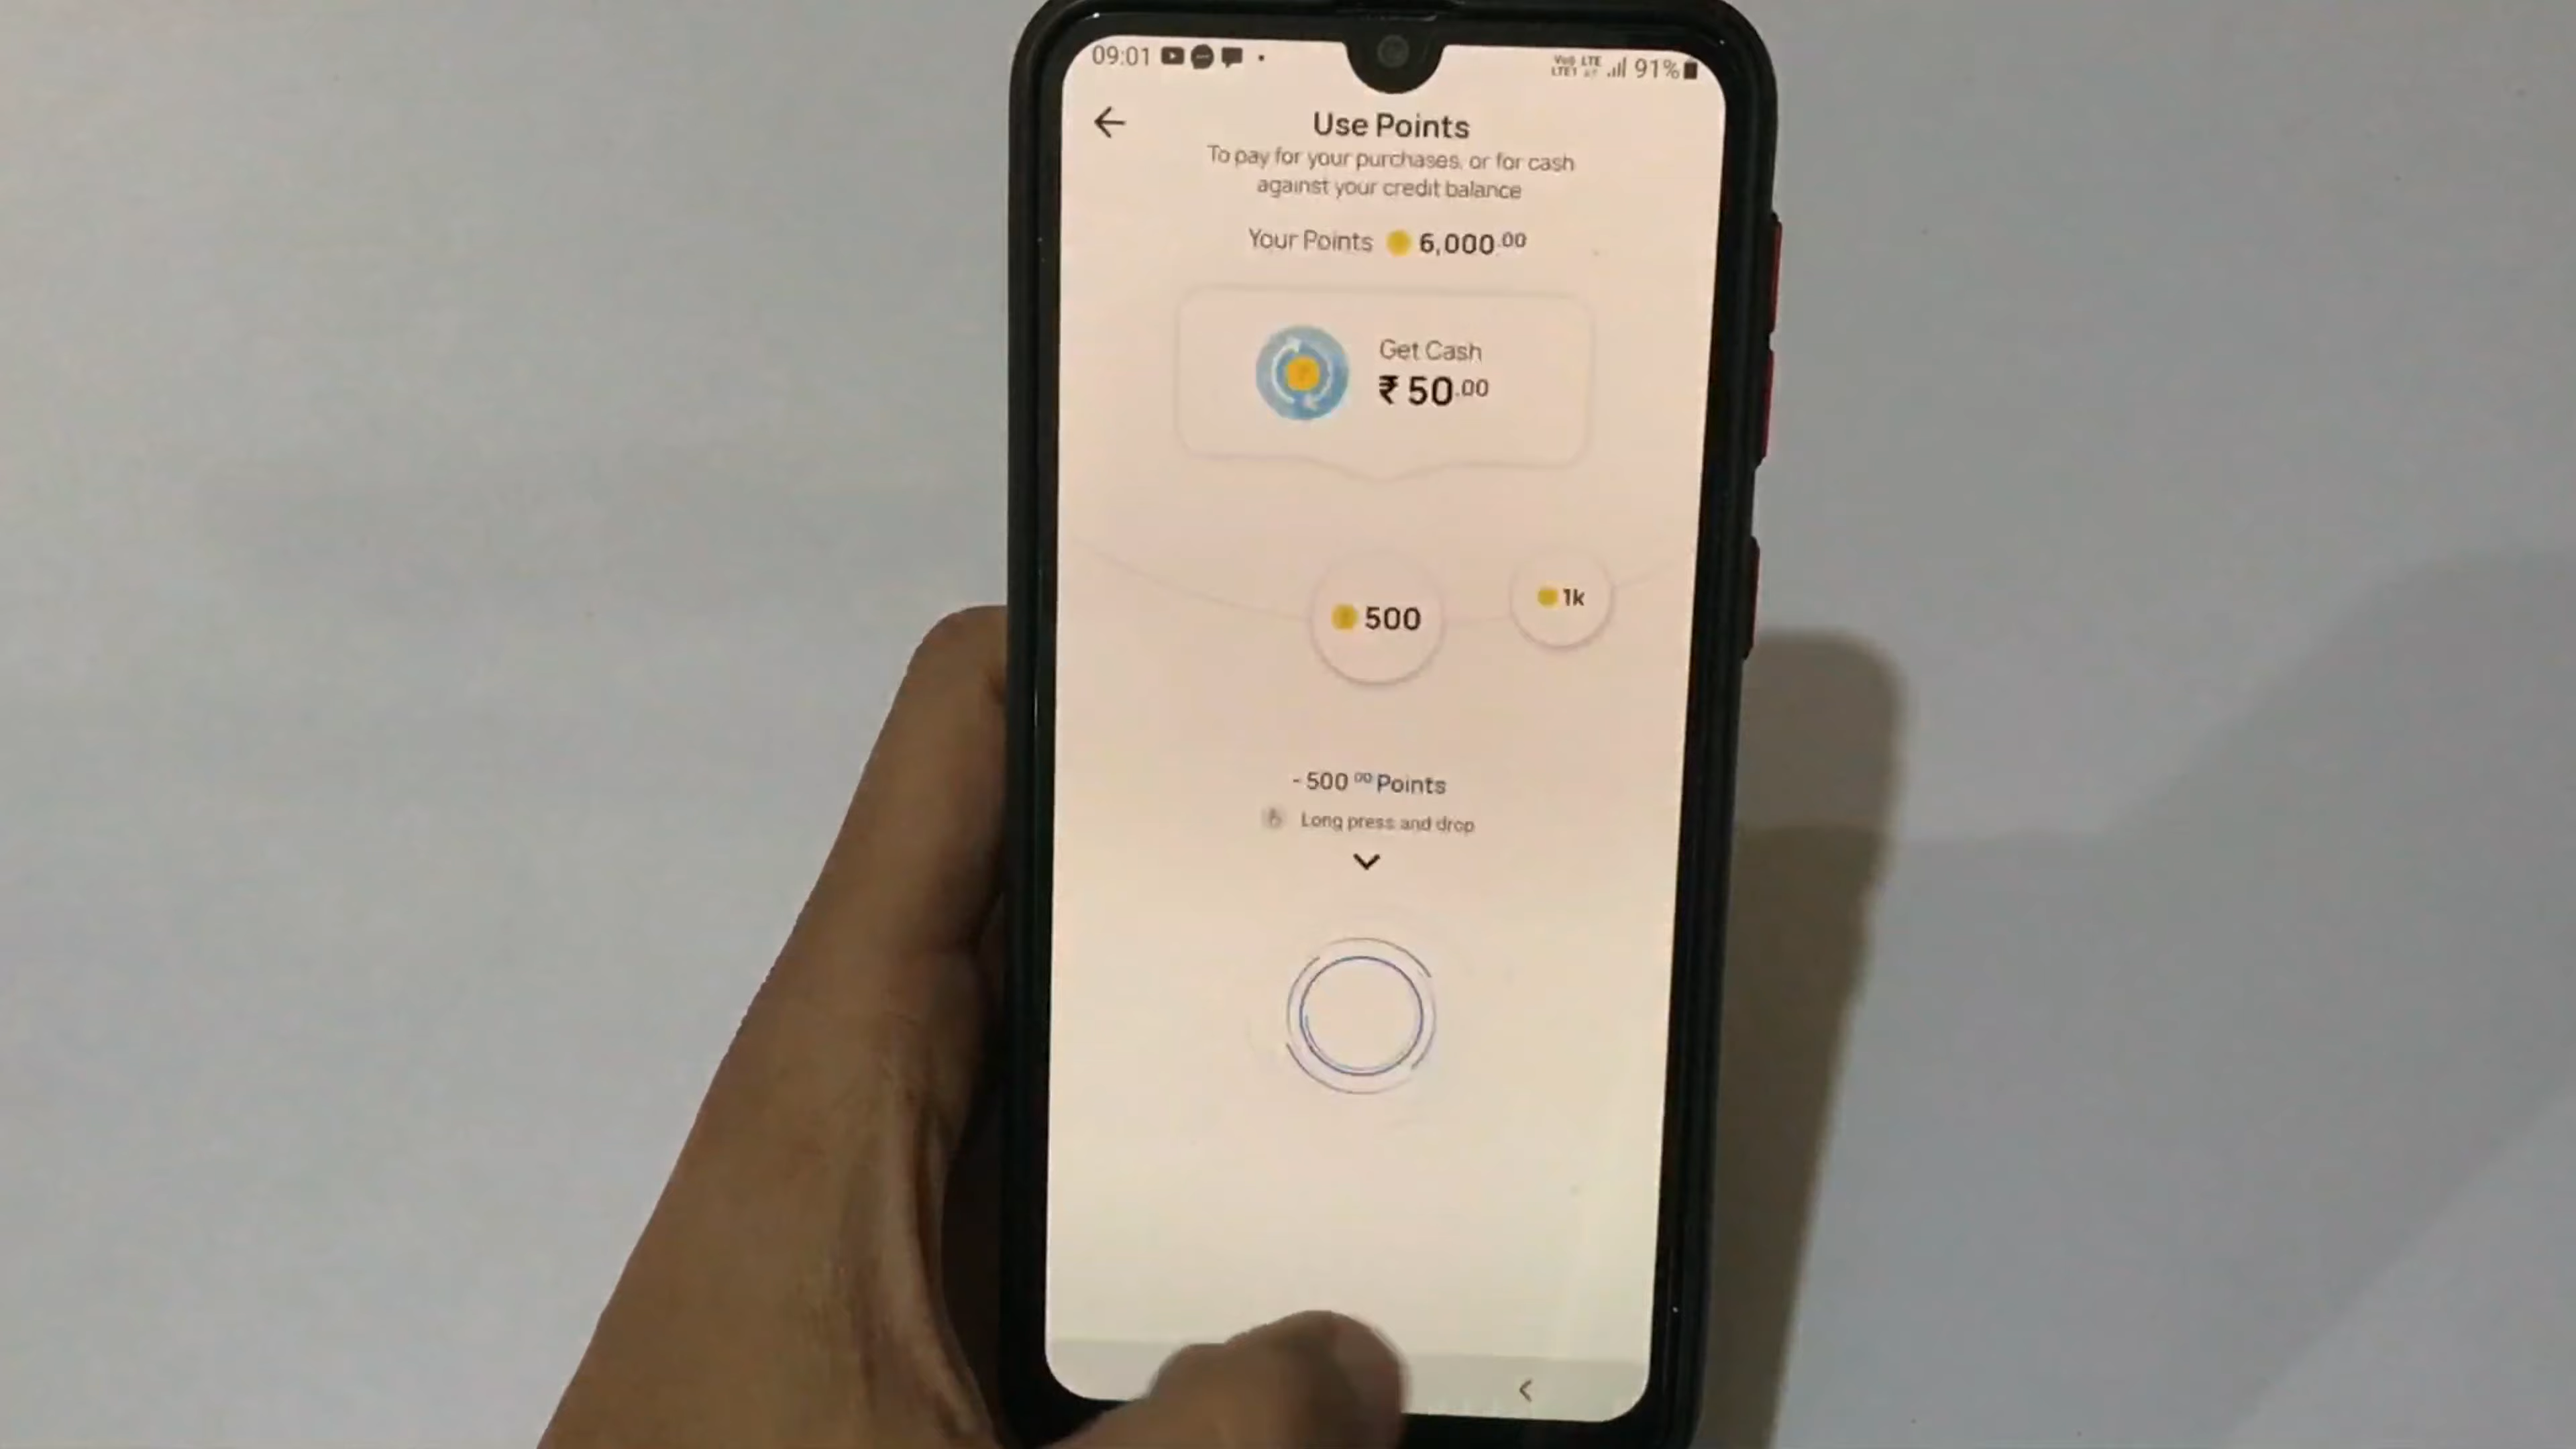 09:01
91%
Use Points
To pay for your purchases, or for cash
against your credit balance
Your Points 6,000.00
Get Cash
₹ 50.00
500
1k
- 500 00 Points
Long press and drop